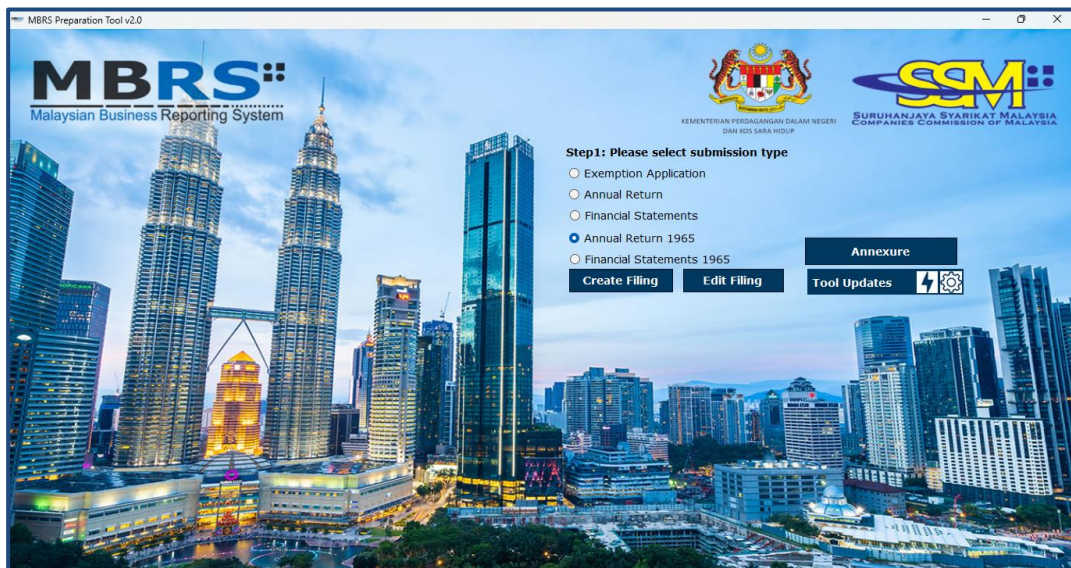 MBRS Preparation Tool v2.0
MBRS
Malaysian Business Reporting System
KEMENTERIAN PERDAGANGAN DALAM NEGERI
DAN KOS SARA HIDUP
SSM
SURUHANJAYA SYARIKAT MALAYSIA
COMPANIES COMMISSION OF MALAYSIA
Step1: Please select submission type
Exemption Application
Annual Return
Financial Statements
Annual Return 1965
Financial Statements 1965
Annexure
Create Filing
Edit Filing
Tool Updates